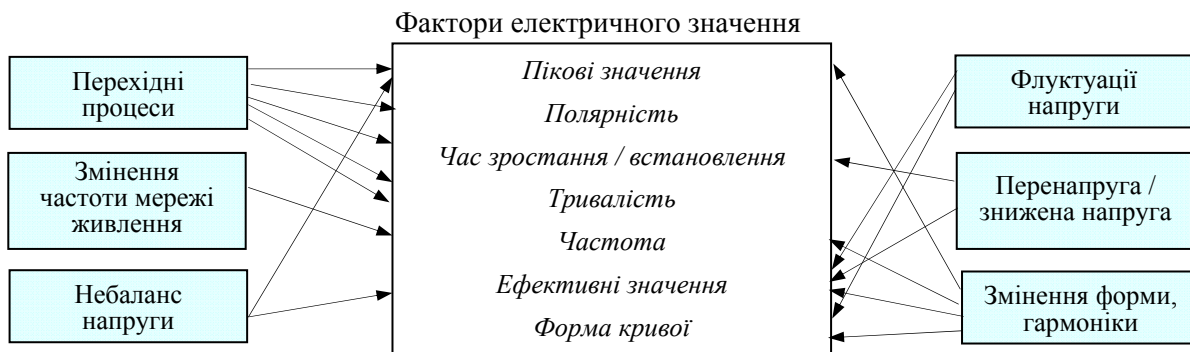 Фактори електричного значення
Перехідні
процеси
Змінення
частоти мережі
живлення
Небаланс
напруги
Пікові значення
Полярність
Час зростання / встановлення
Тривалість
Частота
Ефективні значення
Форма кривої
Флуктуації
напруги
Перенапруга /
знижена напруга
Змінення форми,
гармоніки